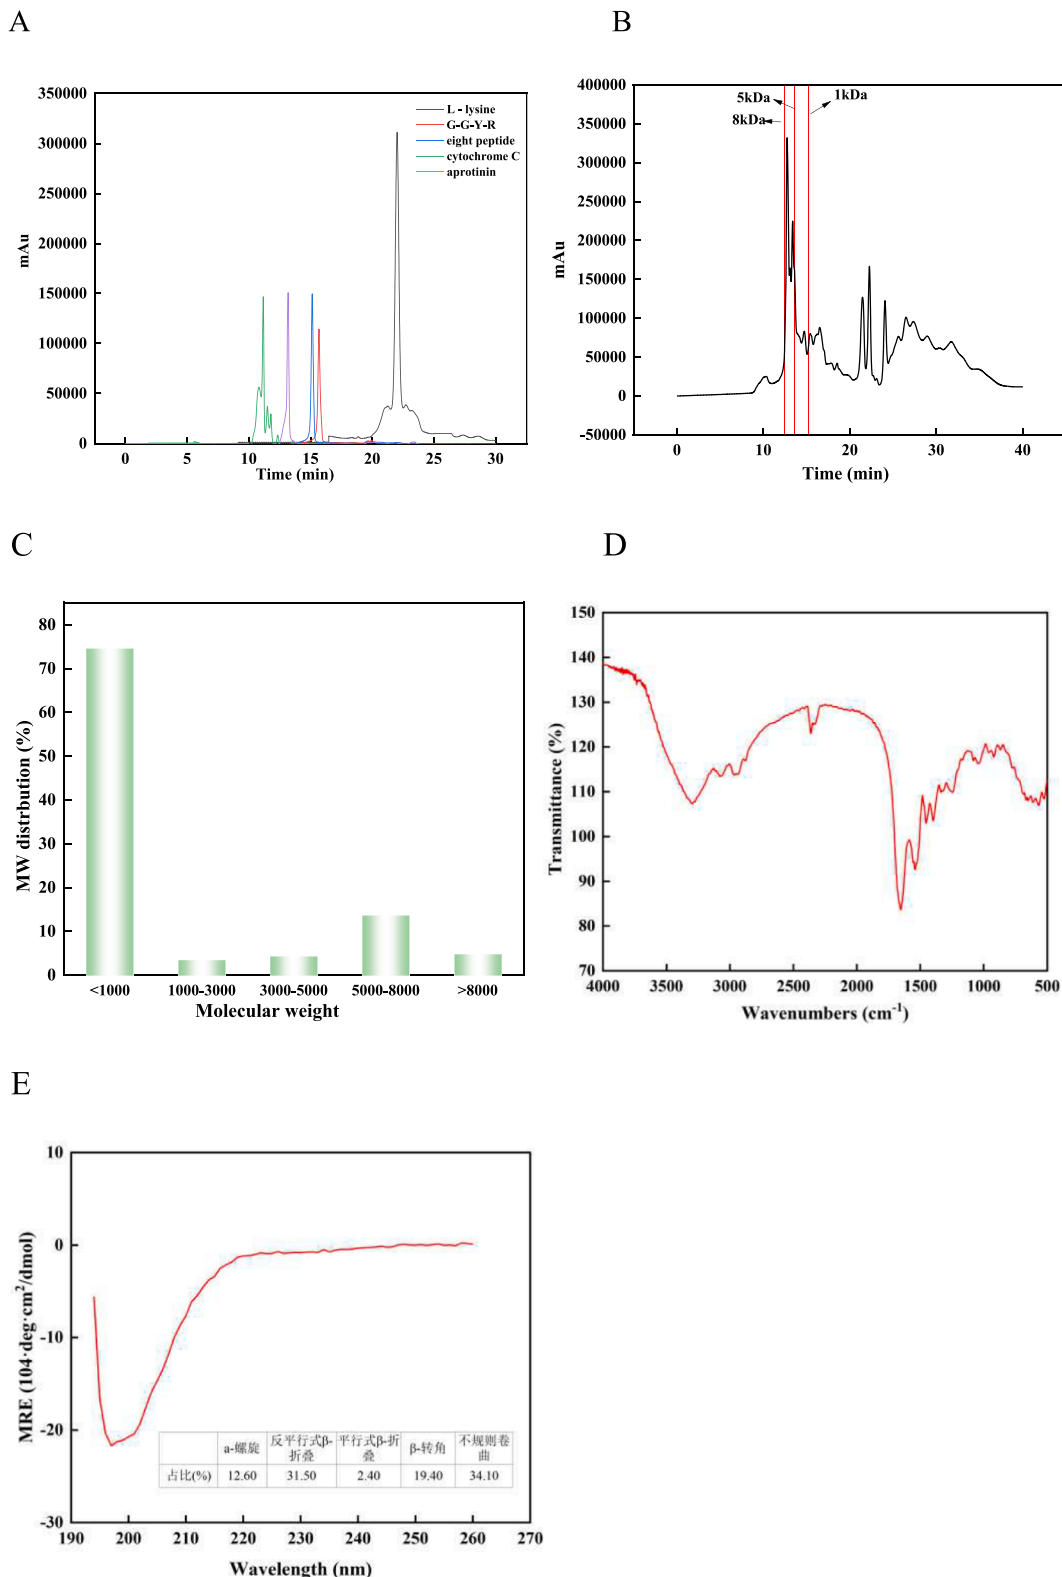 A
350000
300000
250000
200000
150000
100000
50000
0
mAu
0 5 10 15 20 25 30
Time (min)
L - lysine
G-G-Y-R
eight peptide
cytochrome C
aprotinin
B
400000
350000
300000
250000
200000
150000
100000
50000
0
-50000
mAu
0 10 20 30 40
Time (min)
5kDa
1kDa
8kDa
C
80
70
60
50
40
30
20
10
0
MW distrbution (%)
<1000 1000-3000 3000-5000 5000-8000 >8000
Molecular weight
D
150
140
130
120
110
100
90
80
70
Transmittance (%)
4000 3500 3000 2500 2000 1500 1000 500
Wavenumbers (cm⁻¹)
E
10
0
-10
-20
-30
MRE (104·deg·cm²/dmol)
a-螺旋 反平行式β-折叠 平行式β-折叠 β-转角 不规则卷曲
占比(%) 12.60 31.50 2.40 19.40 34.10
190 200 210 220 230 240 250 260 270
Wavelength (nm)